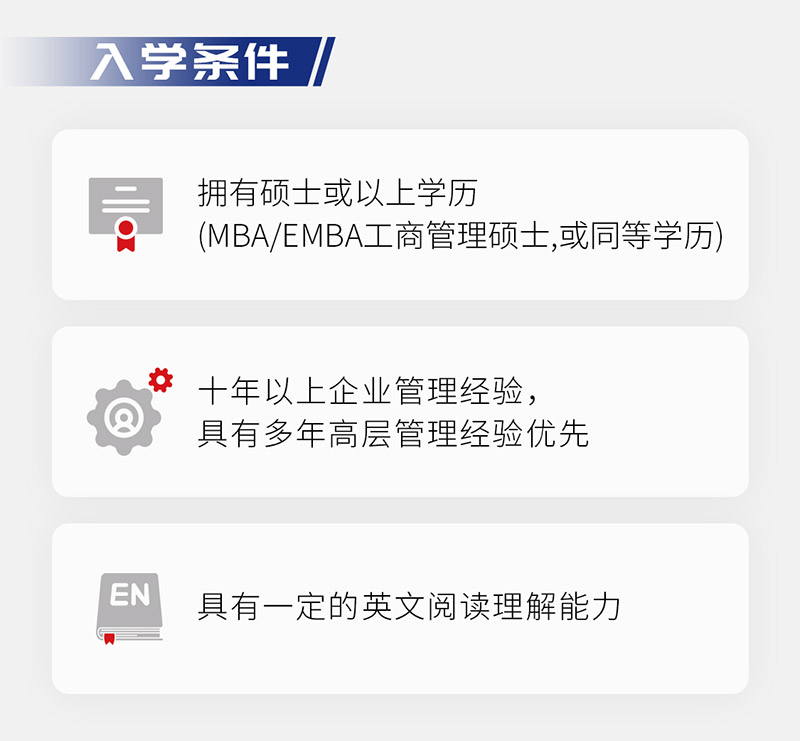 入学条件
拥有硕士或以上学历
(MBA/EMBA工商管理硕士,或同等学历)
十年以上企业管理经验，
具有多年高层管理经验优先
EN
具有一定的英文阅读理解能力